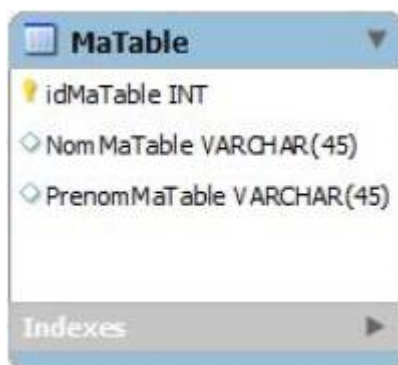 MaTable
idMaTable INT
NomMaTable VARCHAR(45)
PrenomMaTable VARCHAR(45)
Indexes